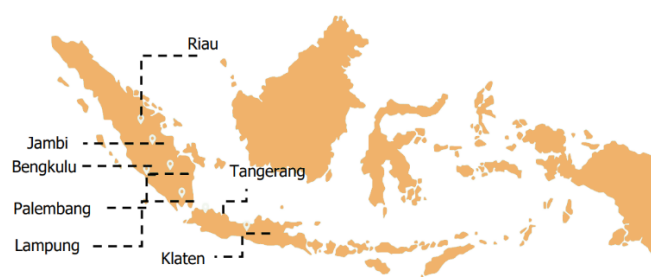 Riau
Jambi
Bengkulu
Tangerang
Palembang
Lampung
Klaten